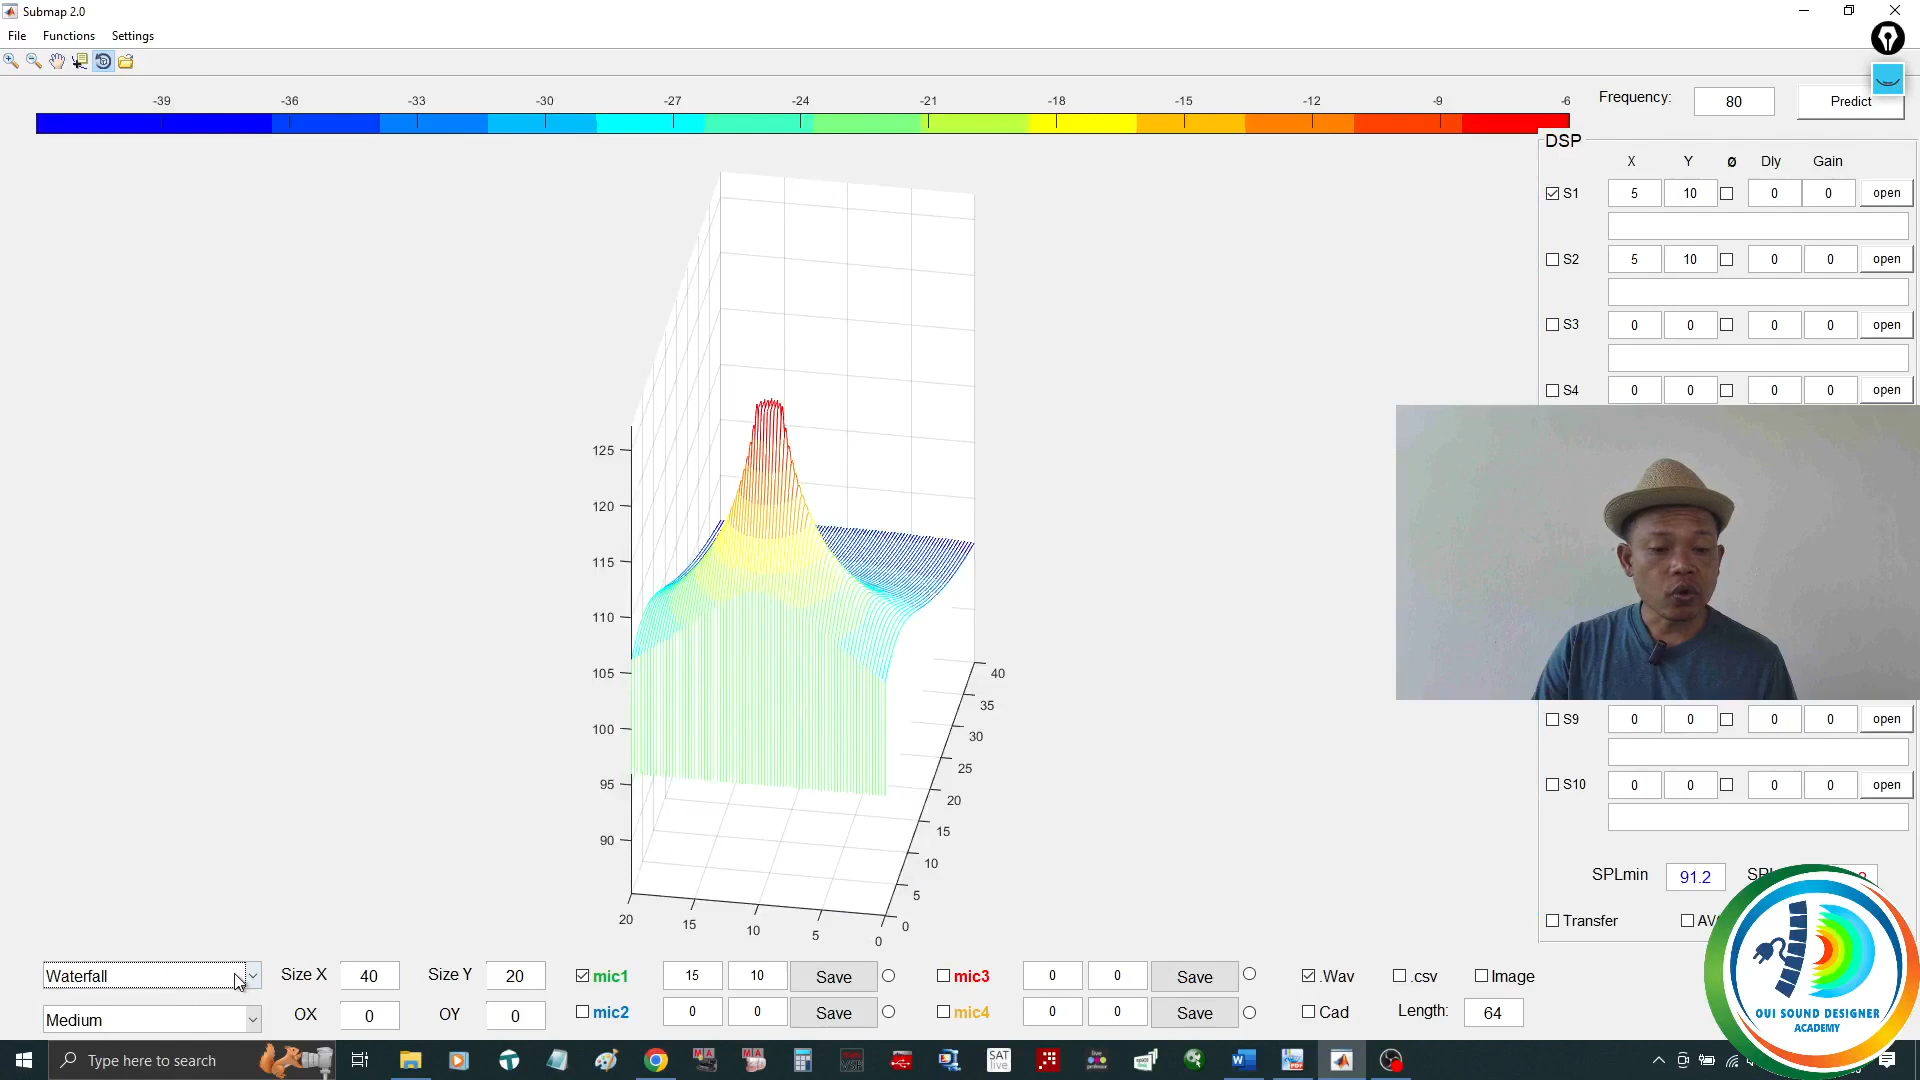 Submap 2.0
File Functions Settings
-39 -36 -33 -30 -27 -24 -21 -18 -15 -12 -9 -6
Frequency: 80 Predict
DSP
X Y Ø Dly Gain
S1 5 10 0 0 open
S2 5 10 0 0 open
S3 0 0 0 0 open
S4 0 0 0 0 open
S9 0 0 0 0 open
S10 0 0 0 0 open
125
120
115
110
105
100
95
90
40
35
30
25
20
15
10
5
0
20 15 10 5 0
SPLmin 91.2
Transfer
Waterfall Size X 40 Size Y 20 mic1 15 10 Save mic3 0 0 Save .Wav .csv Image
Medium OX 0 OY 0 mic2 0 0 Save mic4 0 0 Save Cad Length: 64
OUI SOUND DESIGNER
ACADEMY
Type here to search
SAT
live